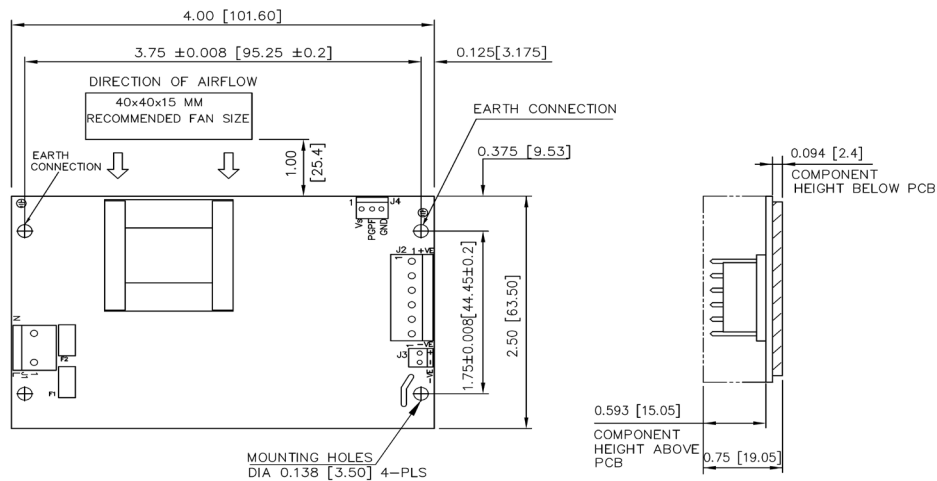 4.00 [101.60]
3.75 ±0.008 [95.25 ±0.2]
0.125[3.175]
DIRECTION OF AIRFLOW
40x40x15 MM
RECOMMENDED FAN SIZE
EARTH CONNECTION
EARTH
CONNECTION
1.00
[25.4]
0.375 [9.53]
0.094 [2.4]
COMPONENT
HEIGHT BELOW PCB
1
J4
Vs
PGPF
GND
J2 1 +VE
1
1.75±0.008[44.45±0.2]
2.50 [63.50]
N
F2
1
-VE
J3
- +
J1
1
L
F1
-VE
0.593 [15.05]
COMPONENT
HEIGHT ABOVE
PCB
0.75 [19.05]
MOUNTING HOLES
DIA 0.138 [3.50] 4-PLS